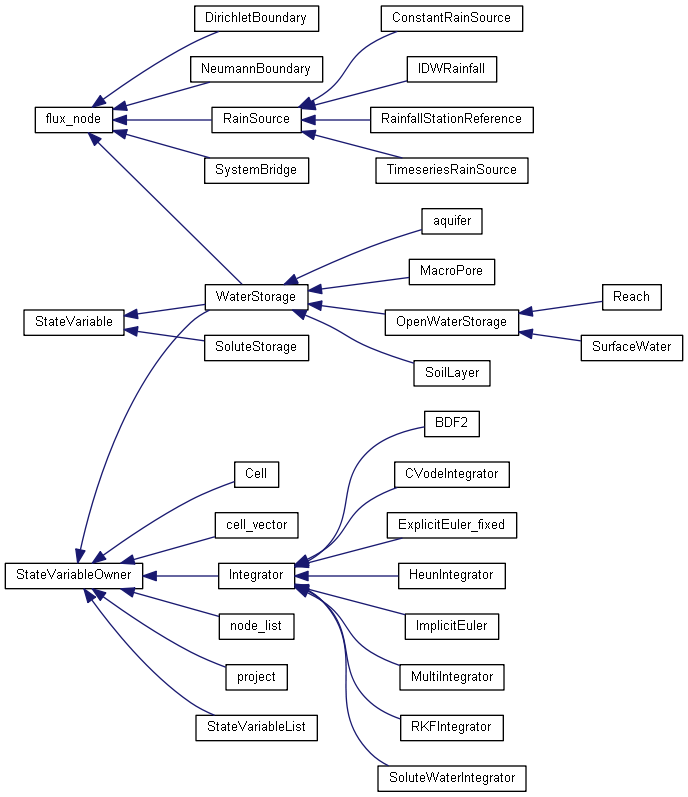 DirichletBoundary
ConstantRainSource
NeumannBoundary
IDWRainfall
flux_node
RainSource
RainfallStationReference
SystemBridge
TimeseriesRainSource
aquifer
MacroPore
WaterStorage
Reach
StateVariable
OpenWaterStorage
SoluteStorage
SurfaceWater
SoilLayer
BDF2
Cell
CVodeIntegrator
cell_vector
ExplicitEuler_fixed
StateVariableOwner
Integrator
HeunIntegrator
node_list
ImplicitEuler
project
MultiIntegrator
StateVariableList
RKFIntegrator
SoluteWaterIntegrator